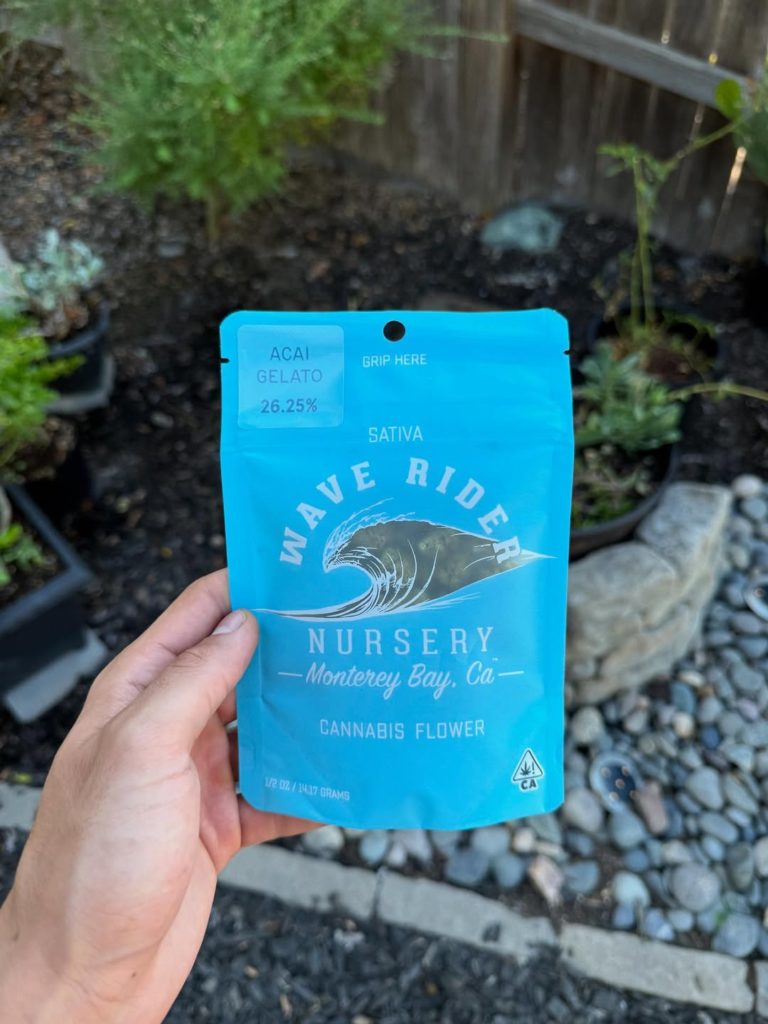 ACAI
GELATO
26.25%
GRIP HERE
SATIVA
WAVE RIDER
NURSERY
Monterey Bay, Ca™
CANNABIS FLOWER
1/2 OZ / 14.17 GRAMS
!
CA